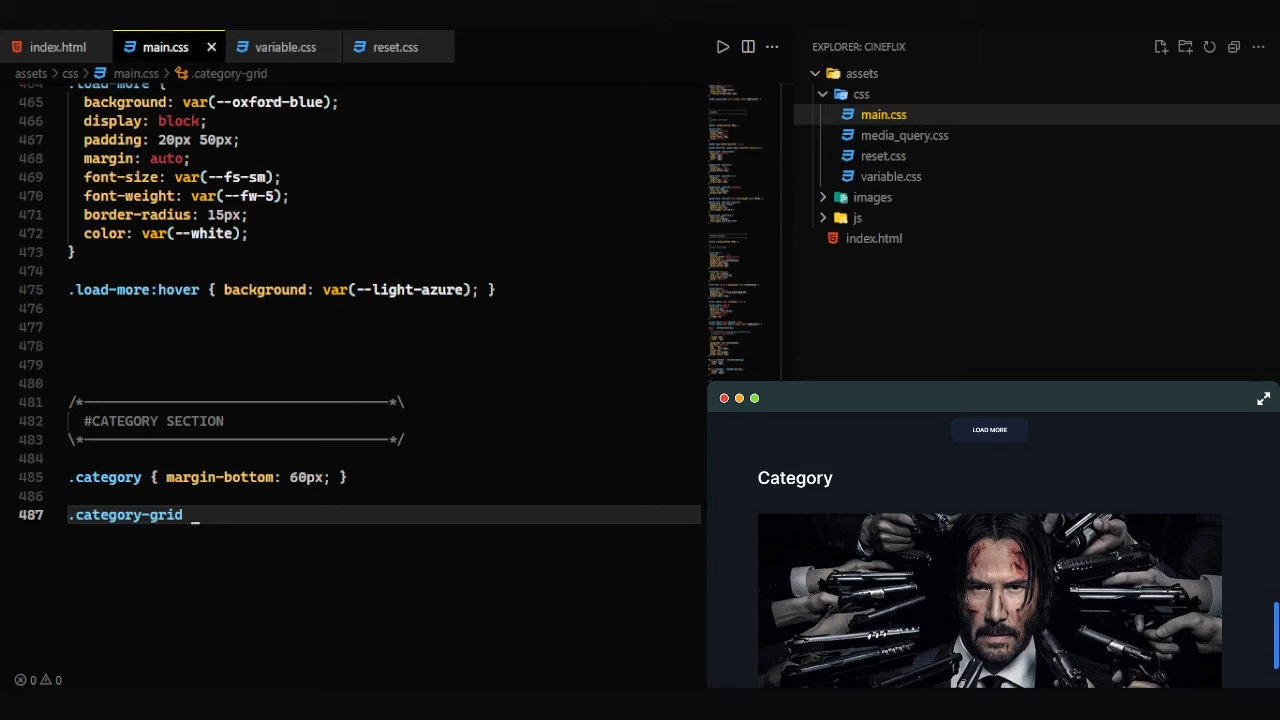 index.html main.css × variable.css reset.css
assets > css > main.css > .category-grid
464 .load-more {
465 background: var(--oxford-blue);
466 display: block;
467 padding: 20px 50px;
468 margin: auto;
469 font-size: var(--fs-sm);
470 font-weight: var(--fw-5);
471 border-radius: 15px;
472 color: var(--white);
473 }
474
475 .load-more:hover { background: var(--light-azure); }
476
477
478
479
480
481 /*---------------------------------------*\
482 #CATEGORY SECTION
483 \*---------------------------------------*/
484
485 .category { margin-bottom: 60px; }
486
487 .category-grid _
0 0
EXPLORER: CINEFLIX
assets
css
main.css
media_query.css
reset.css
variable.css
images
js
index.html
LOAD MORE
Category